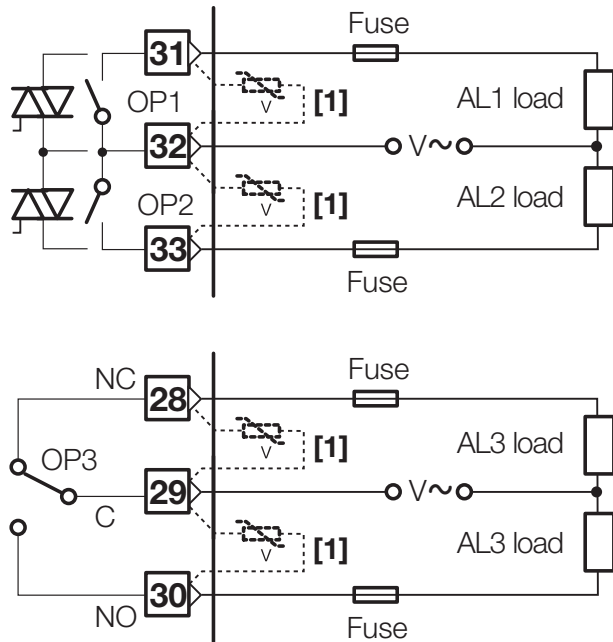 Fuse
31
V
[1]
AL1 load
OP1
32
V~
V
[1]
AL2 load
OP2
33
Fuse
Fuse
NC
28
V
[1]
AL3 load
OP3
29
V~
C
V
[1]
AL3 load
30
NO
Fuse